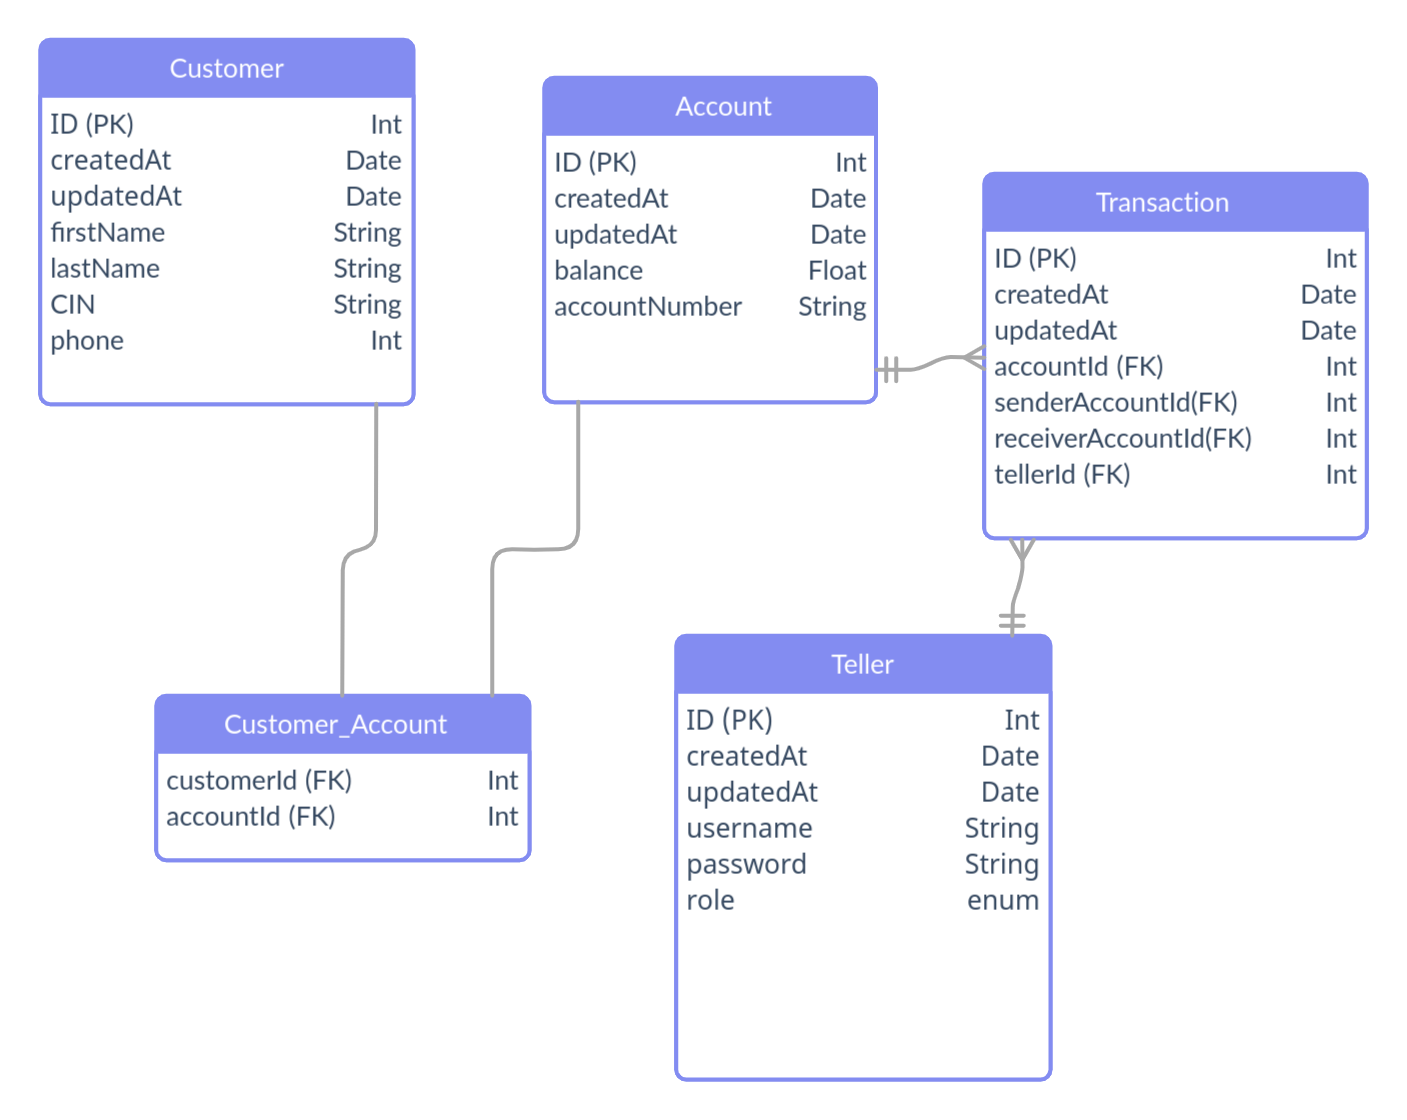 Customer
ID (PK) Int
createdAt Date
updatedAt Date
firstName String
lastName String
CIN String
phone Int
Account
ID (PK) Int
createdAt Date
updatedAt Date
balance Float
accountNumber String
Transaction
ID (PK) Int
createdAt Date
updatedAt Date
accountId (FK) Int
senderAccountId(FK) Int
receiverAccountId(FK) Int
tellerId (FK) Int
Customer_Account
customerId (FK) Int
accountId (FK) Int
Teller
ID (PK) Int
createdAt Date
updatedAt Date
username String
password String
role enum